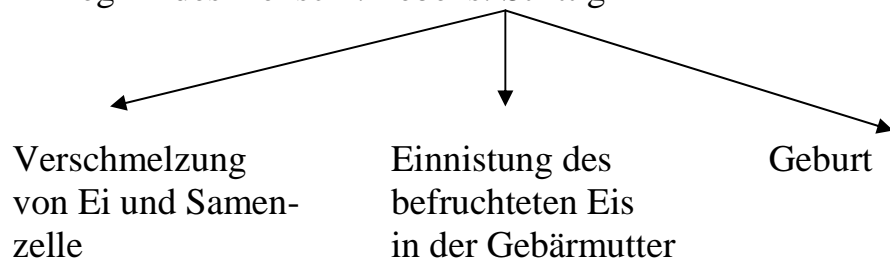 Verschmelzung
von Ei und Samen-
zelle
Einnistung des
befruchteten Eis
in der Gebärmutter
Geburt